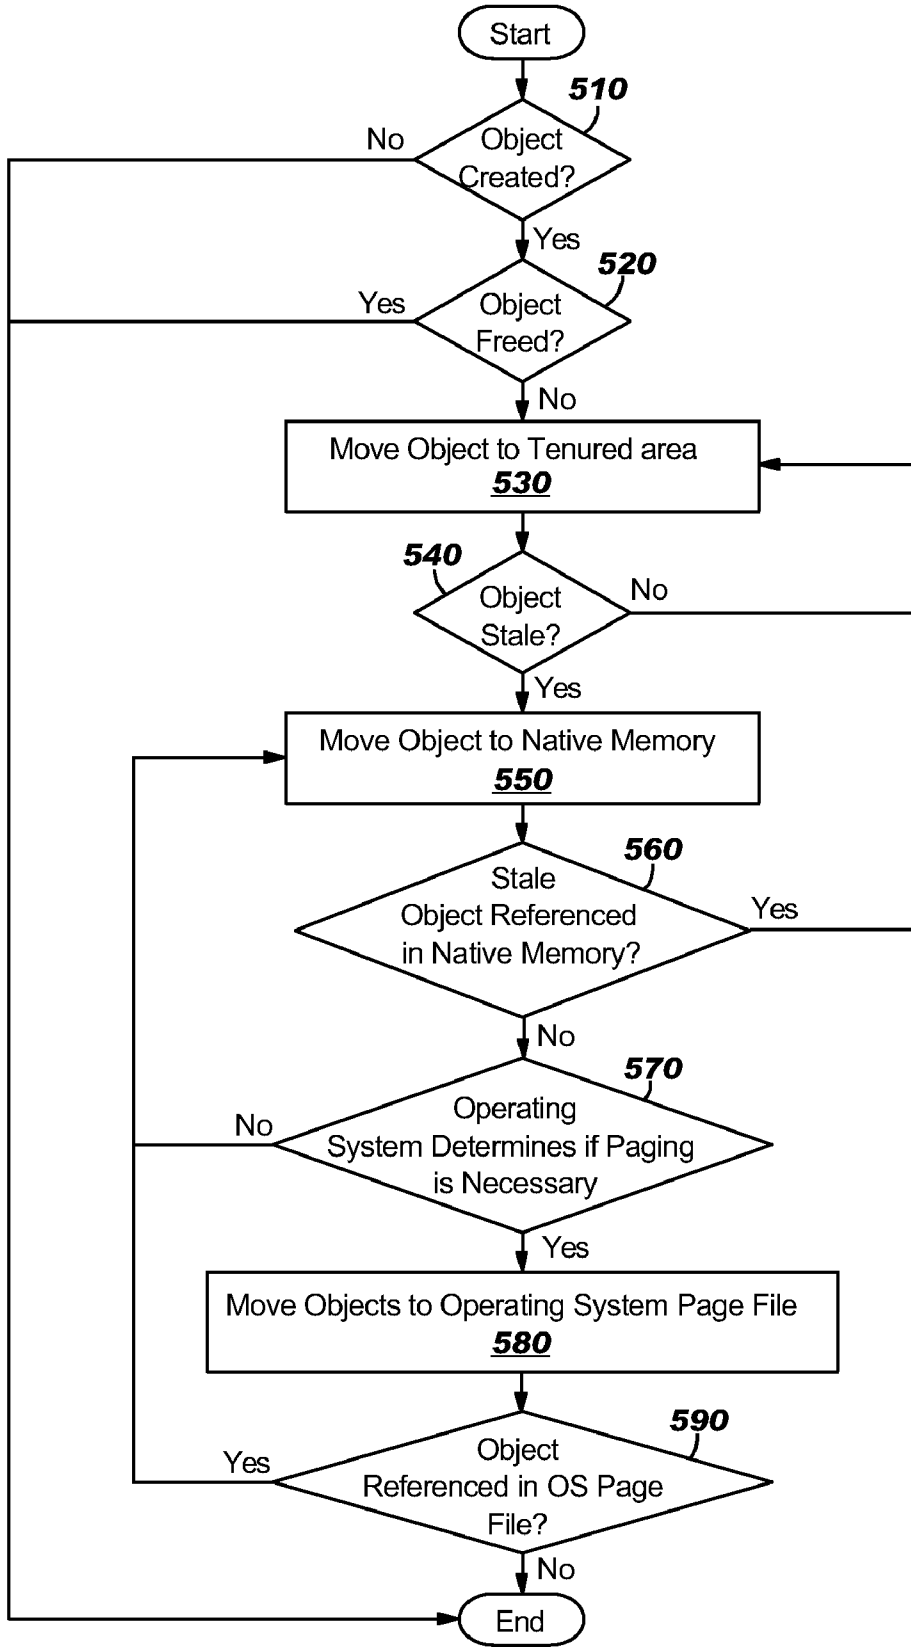 Start
510
Object
Created?
No
Yes
520
Object
Freed?
Yes
No
Move Object to Tenured area
530
540
Object
Stale?
No
Yes
Move Object to Native Memory
550
560
Stale
Object Referenced
in Native Memory?
Yes
No
570
Operating
System Determines if Paging
is Necessary
No
Yes
Move Objects to Operating System Page File
580
590
Object
Referenced in OS Page
File?
Yes
No
End